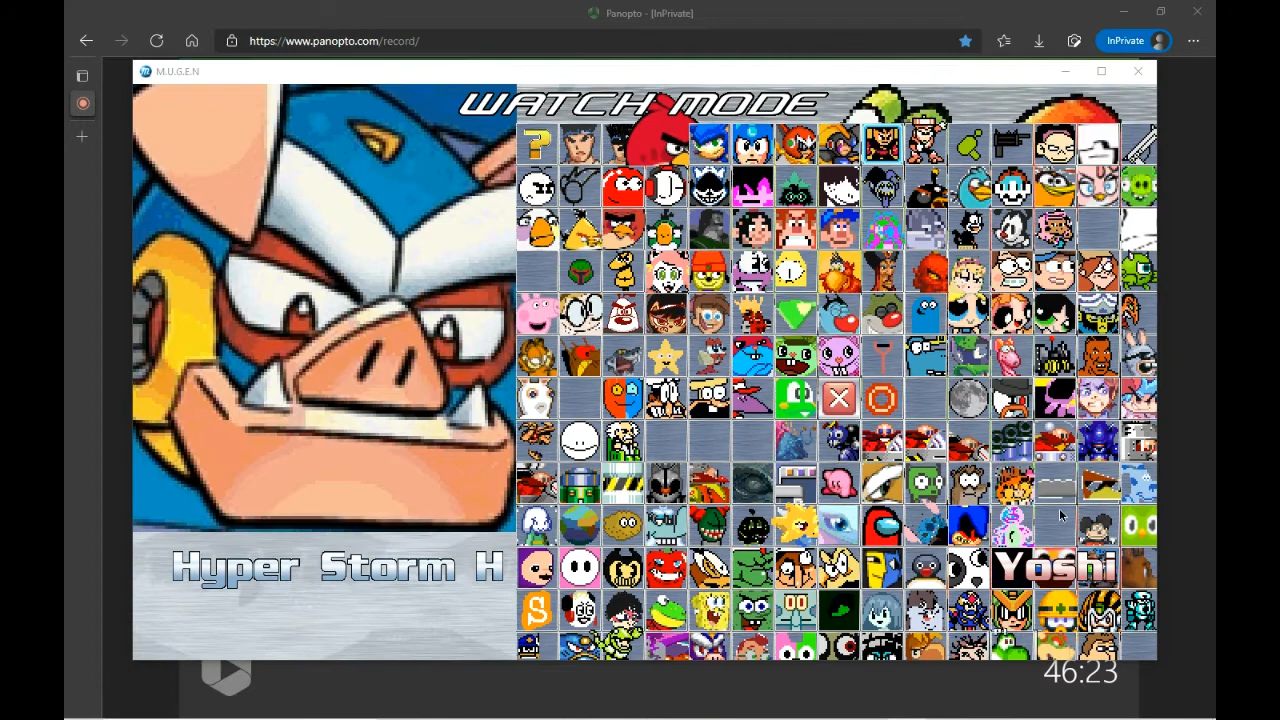 Panopto - [InPrivate]
https://www.panopto.com/record/
InPrivate
M.U.G.E.N
WATCH MODE
?
Hyper Storm H
Yoshi
S
46:23